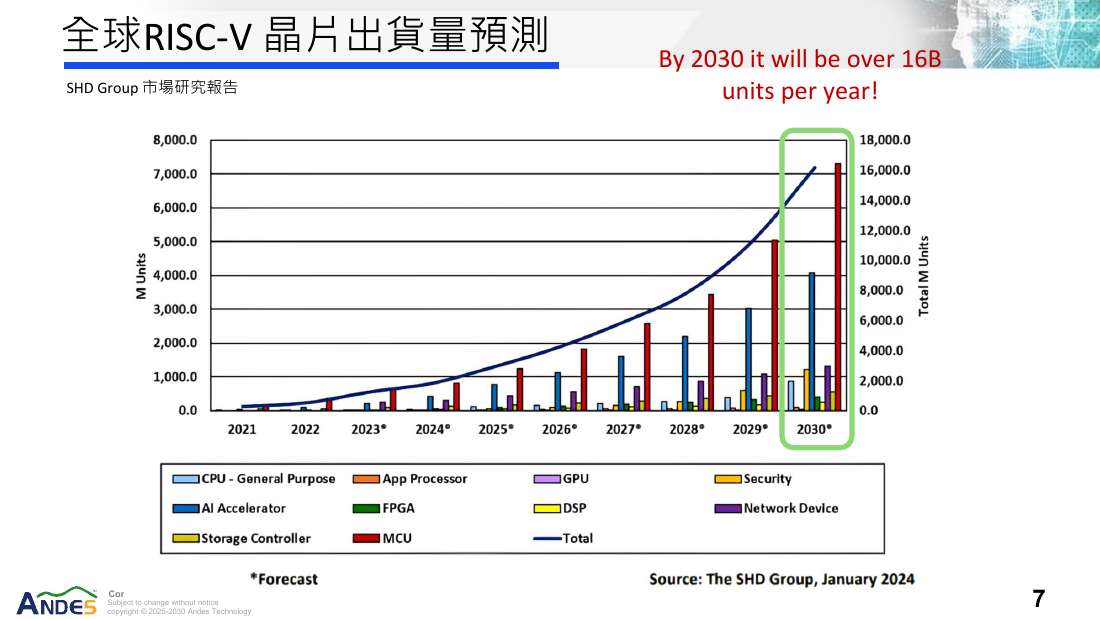 全球RISC-V 晶片出貨量預測
SHD Group 市場研究報告
By 2030 it will be over 16B
units per year!
8,000.0
7,000.0
6,000.0
5,000.0
4,000.0
3,000.0
2,000.0
1,000.0
0.0
M Units
18,000.0
16,000.0
14,000.0
12,000.0
10,000.0
8,000.0
6,000.0
4,000.0
2,000.0
0.0
Total M Units
2021 2022 2023* 2024* 2025* 2026* 2027* 2028* 2029* 2030*
CPU - General Purpose App Processor GPU Security
AI Accelerator FPGA DSP Network Device
Storage Controller MCU Total
*Forecast Source: The SHD Group, January 2024
ANDES
Cor
Subject to change without notice
copyright © 2025-2030 Andes Technology
7